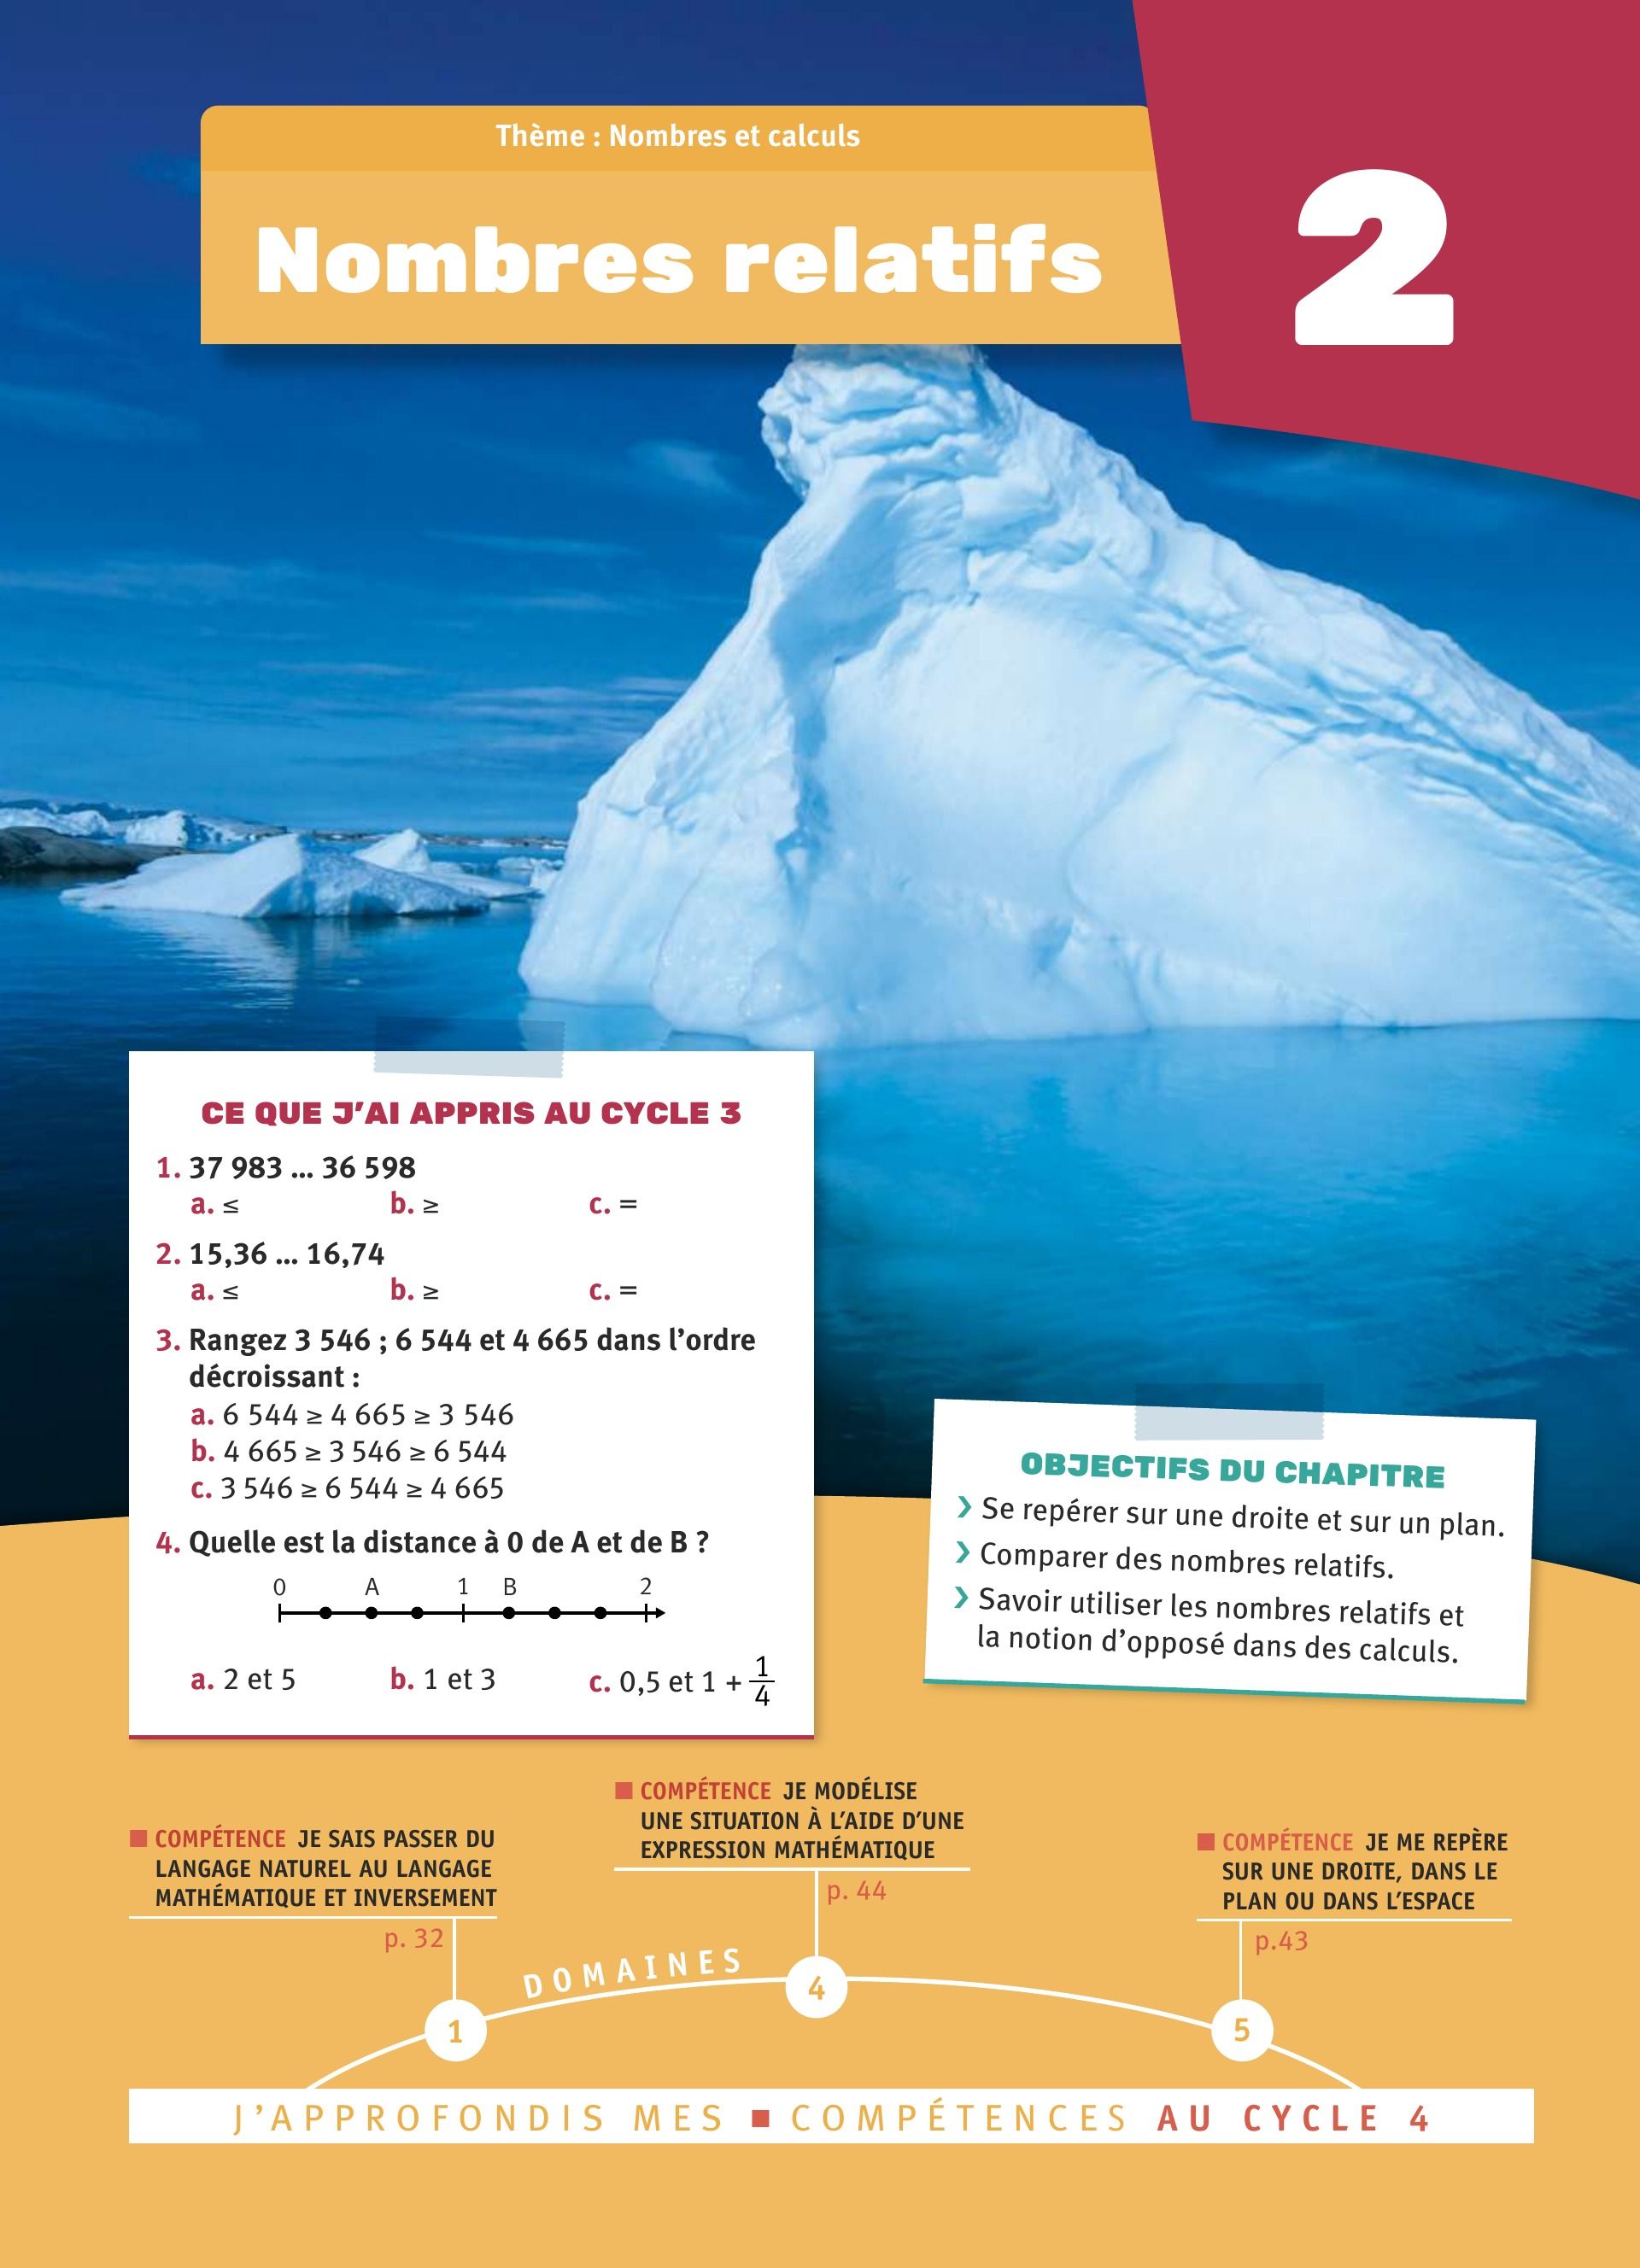 Thème : Nombres et calculs
Nombres relatifs
2
CE QUE J'AI APPRIS AU CYCLE 3
1. 37 983 ... 36 598
a. ≤ b. ≥ c. =
2. 15,36 ... 16,74
a. ≤ b. ≥ c. =
3. Rangez 3 546 ; 6 544 et 4 665 dans l'ordre
décroissant :
a. 6 544 ≥ 4 665 ≥ 3 546
b. 4 665 ≥ 3 546 ≥ 6 544
c. 3 546 ≥ 6 544 ≥ 4 665
4. Quelle est la distance à 0 de A et de B ?
0 A 1 B 2
a. 2 et 5 b. 1 et 3 c. 0,5 et 1 + 1/4
OBJECTIFS DU CHAPITRE
› Se repérer sur une droite et sur un plan.
› Comparer des nombres relatifs.
› Savoir utiliser les nombres relatifs et
la notion d'opposé dans des calculs.
■ COMPÉTENCE JE SAIS PASSER DU
LANGAGE NATUREL AU LANGAGE
MATHÉMATIQUE ET INVERSEMENT
p. 32
■ COMPÉTENCE JE MODÉLISE
UNE SITUATION À L'AIDE D'UNE
EXPRESSION MATHÉMATIQUE
p. 44
■ COMPÉTENCE JE ME REPÈRE
SUR UNE DROITE, DANS LE
PLAN OU DANS L'ESPACE
p.43
DOMAINES
1
4
5
J'APPROFONDIS MES ■ COMPÉTENCES AU CYCLE 4